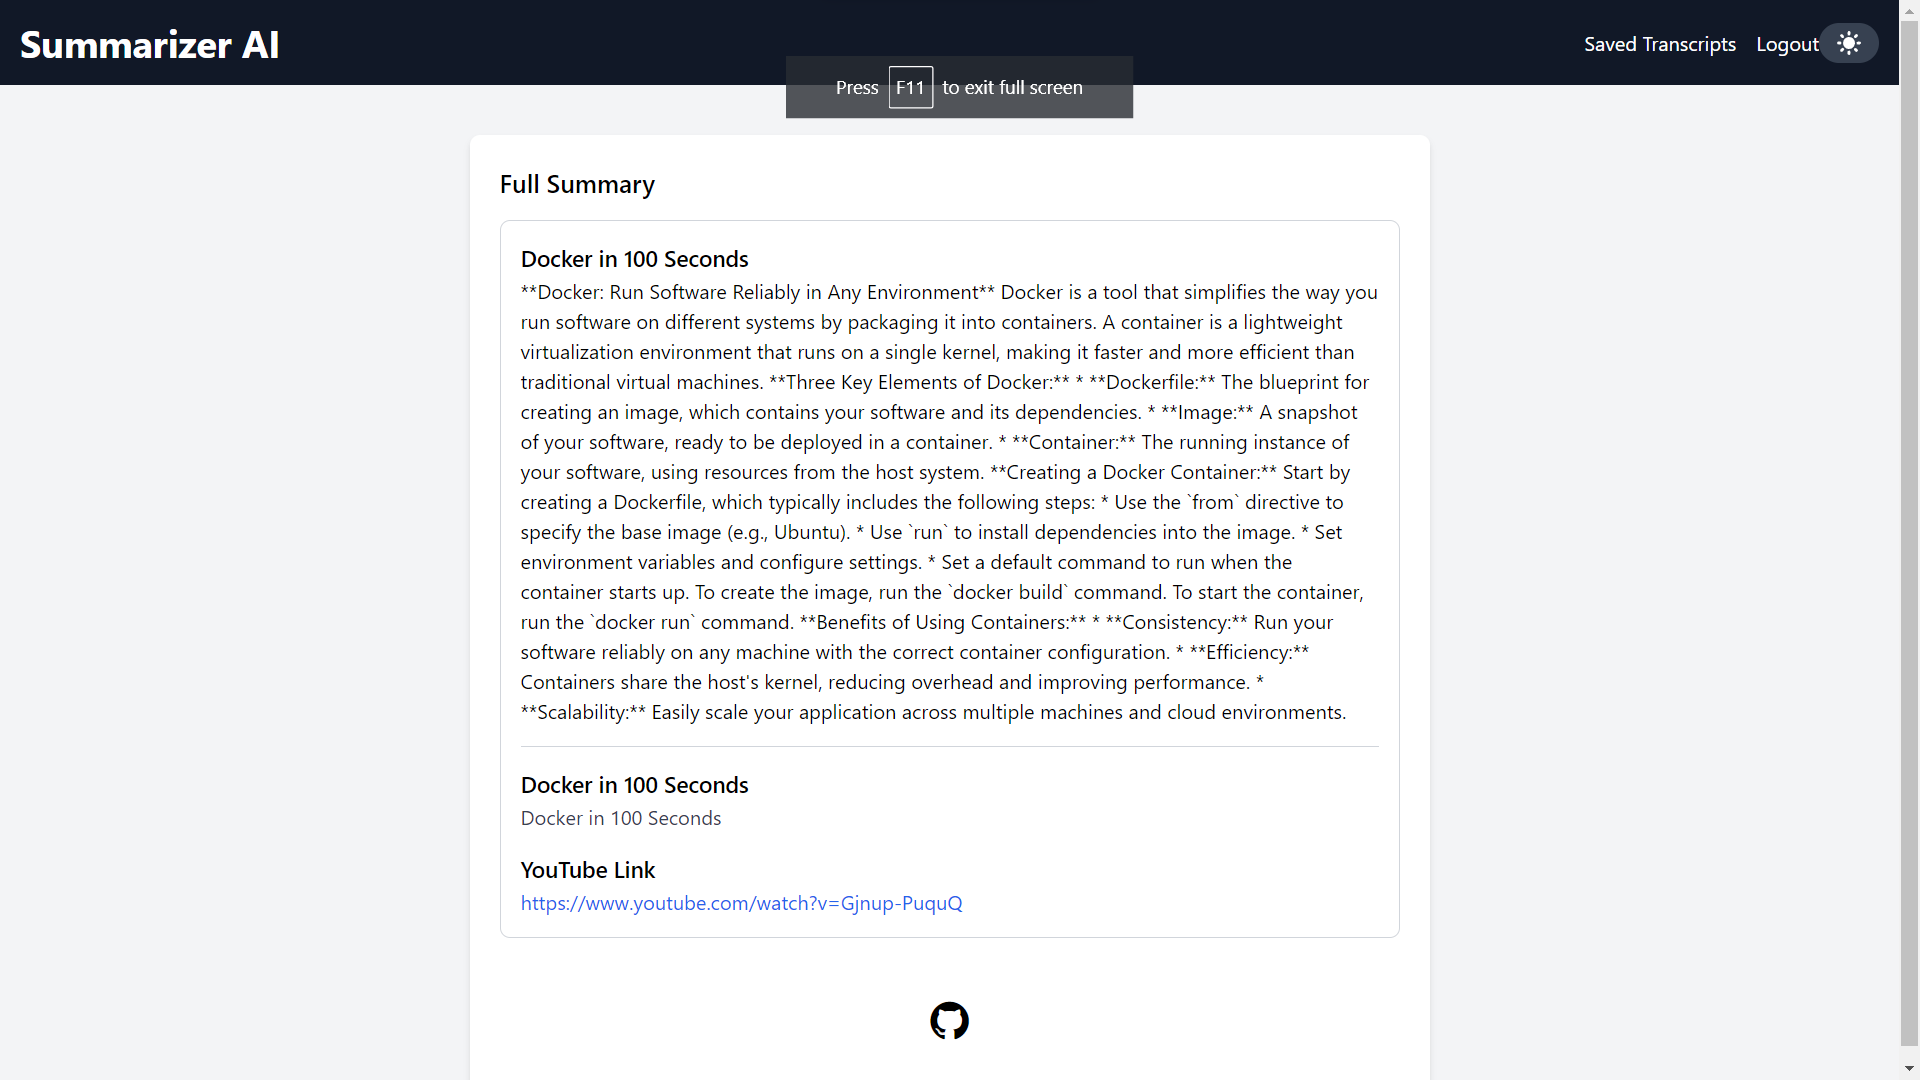 Summarizer AI
Saved Transcripts
Logout
Press F11 to exit full screen
Full Summary
Docker in 100 Seconds
**Docker: Run Software Reliably in Any Environment** Docker is a tool that simplifies the way you
run software on different systems by packaging it into containers. A container is a lightweight
virtualization environment that runs on a single kernel, making it faster and more efficient than
traditional virtual machines. **Three Key Elements of Docker:** * **Dockerfile:** The blueprint for
creating an image, which contains your software and its dependencies. * **Image:** A snapshot
of your software, ready to be deployed in a container. * **Container:** The running instance of
your software, using resources from the host system. **Creating a Docker Container:** Start by
creating a Dockerfile, which typically includes the following steps: * Use the `from` directive to
specify the base image (e.g., Ubuntu). * Use `run` to install dependencies into the image. * Set
environment variables and configure settings. * Set a default command to run when the
container starts up. To create the image, run the `docker build` command. To start the container,
run the `docker run` command. **Benefits of Using Containers:** * **Consistency:** Run your
software reliably on any machine with the correct container configuration. * **Efficiency:**
Containers share the host's kernel, reducing overhead and improving performance. *
**Scalability:** Easily scale your application across multiple machines and cloud environments.
Docker in 100 Seconds
Docker in 100 Seconds
YouTube Link
https://www.youtube.com/watch?v=Gjnup-PuquQ